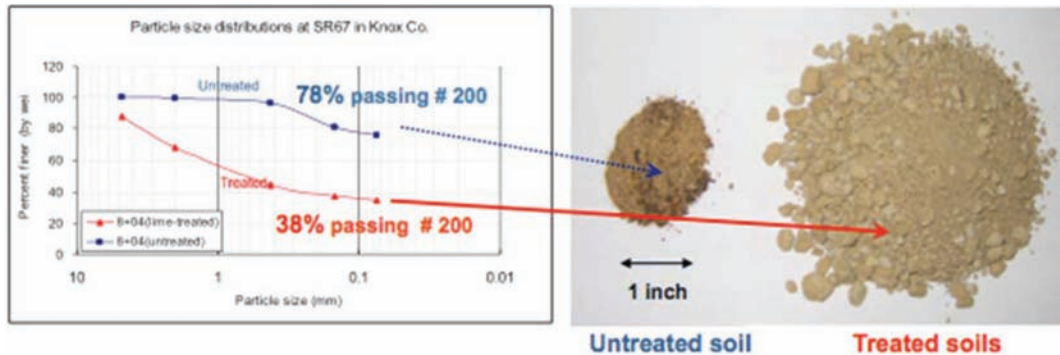 Particle size distributions at SR67 in Knox Co.
120
100
80
60
40
20
0
10
1
0.1
0.01
Percent finer (by wei
Particle size (mm)
Untreated
Treated
78% passing # 200
38% passing # 200
8+04(lime-treated)
8+04(untreated)
1 inch
Untreated soil
Treated soils